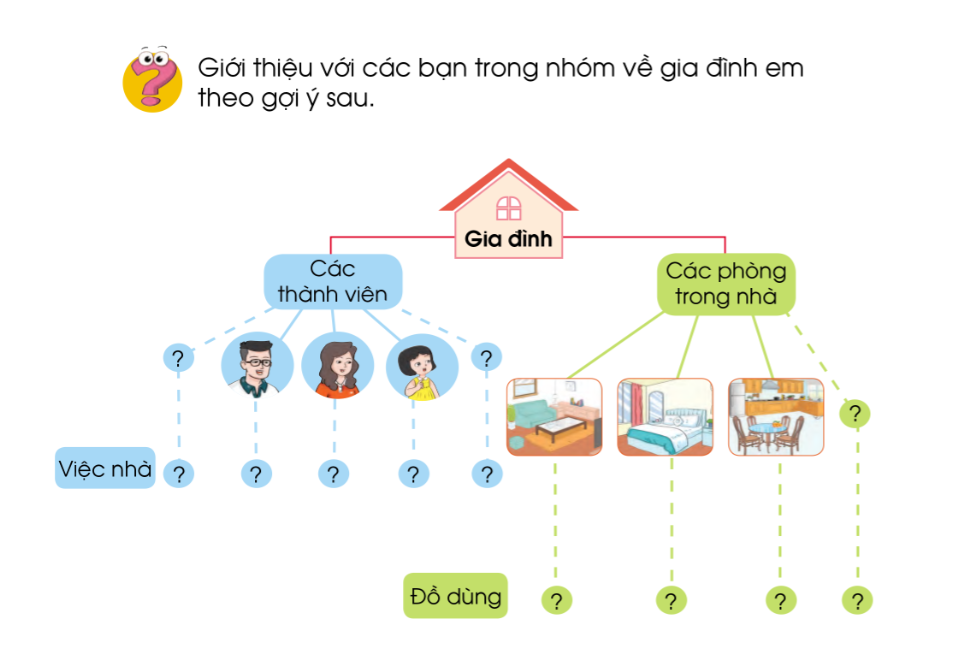 Giới thiệu với các bạn trong nhóm về gia đình em
theo gợi ý sau.
Gia đình
Các
thành viên
Các phòng
trong nhà
?
?
?
Việc nhà
?
?
?
?
?
Đồ dùng
?
?
?
?